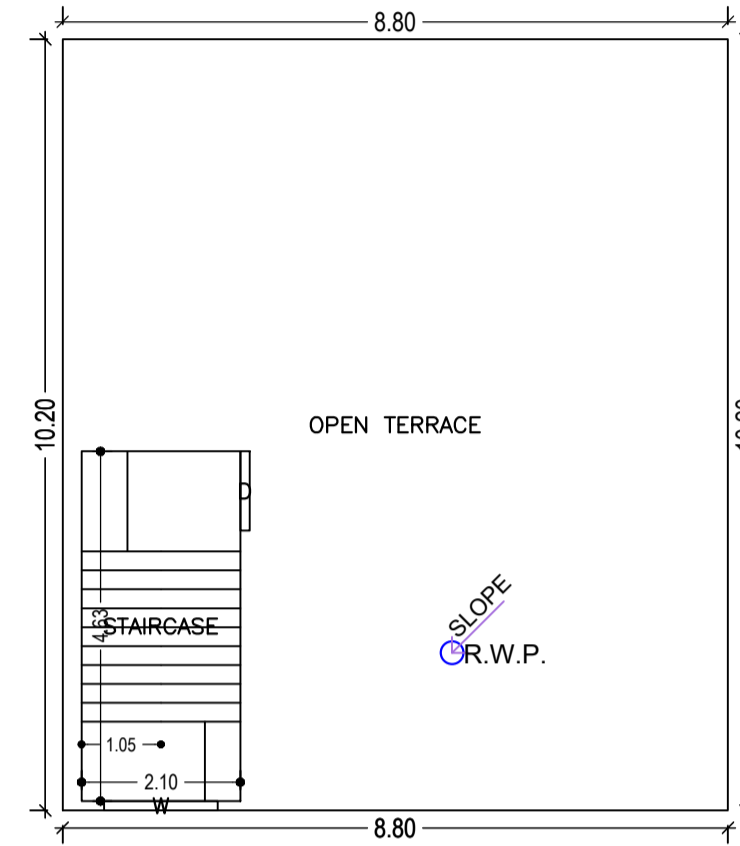 8.80
10.20
OPEN TERRACE
D
SLOPE
4.63
STAIRCASE
R.W.P.
1.05
2.10
W
8.80